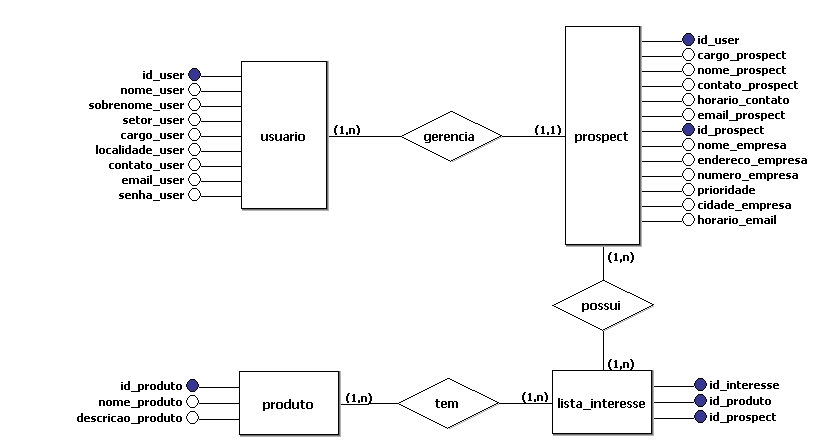 id_user
nome_user
sobrenome_user
setor_user
cargo_user
localidade_user
contato_user
email_user
senha_user
usuario
(1,n)
gerencia
(1,1)
prospect
id_user
cargo_prospect
nome_prospect
contato_prospect
horario_contato
email_prospect
id_prospect
nome_empresa
endereco_empresa
numero_empresa
prioridade
cidade_empresa
horario_email
(1,n)
possui
(1,n)
id_produto
nome_produto
descricao_produto
produto
(1,n)
tem
(1,n)
lista_interesse
id_interesse
id_produto
id_prospect